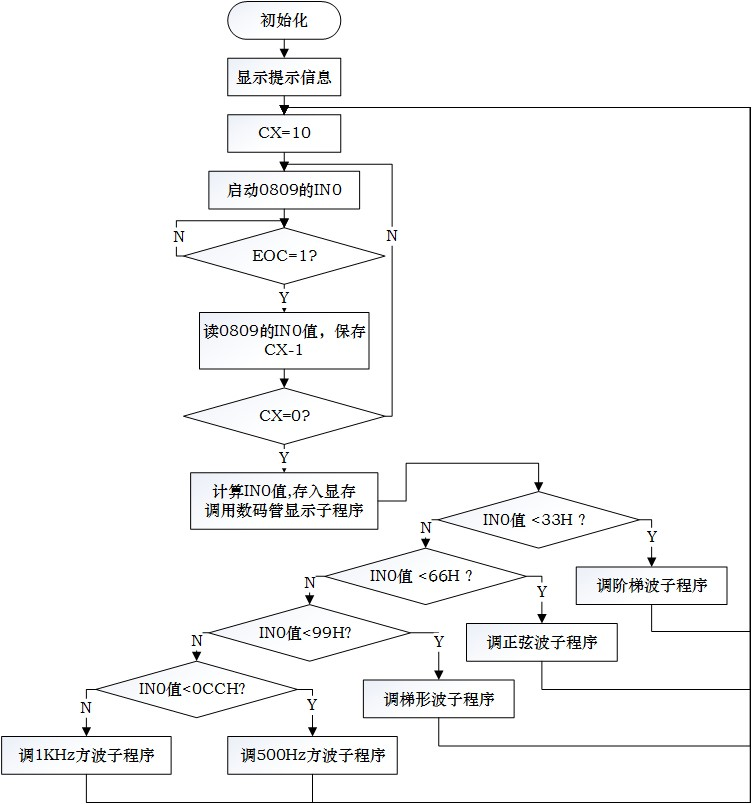 初始化
显示提示信息
CX=10
启动0809的IN0
N
N
EOC=1?
Y
读0809的IN0值，保存
CX-1
CX=0?
Y
计算IN0值,存入显存
调用数码管显示子程序
IN0值 <33H ?
N
Y
IN0值 <66H ?
调阶梯波子程序
N
Y
IN0值<99H?
调正弦波子程序
N
Y
IN0值<0CCH?
调梯形波子程序
N
Y
调1KHz方波子程序
调500Hz方波子程序